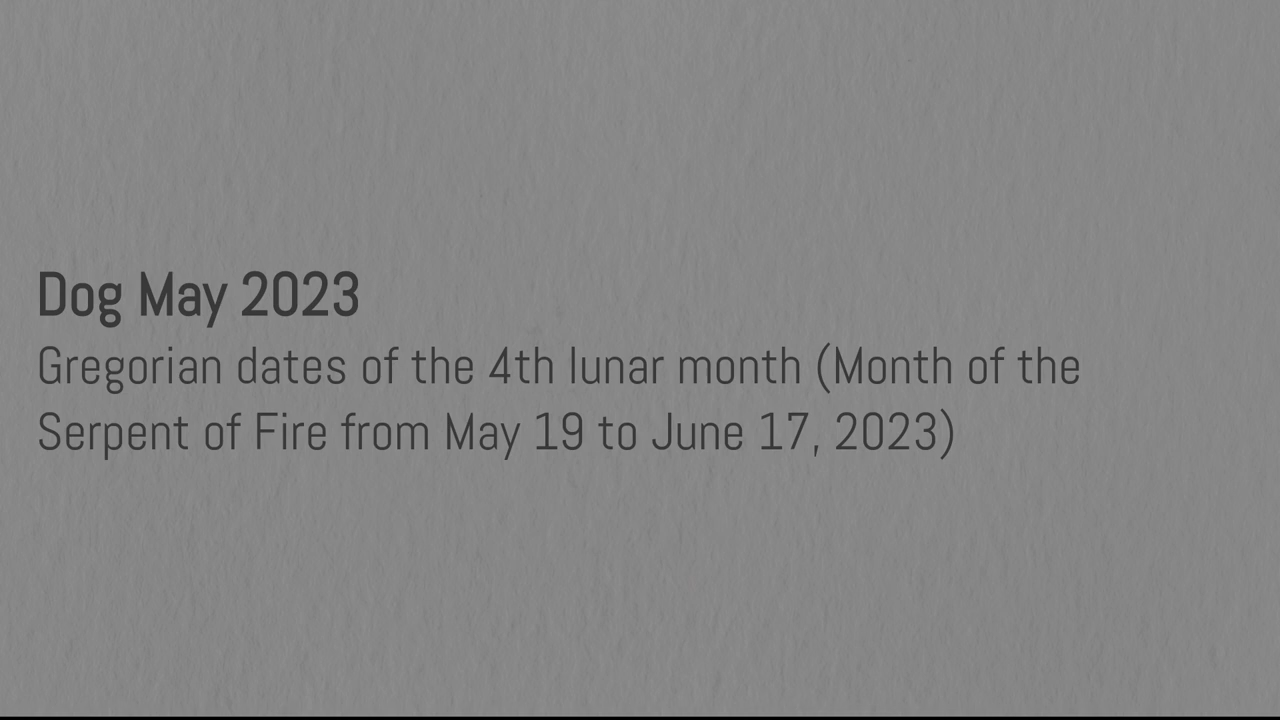 Dog May 2023
Gregorian dates of the 4th lunar month (Month of the
Serpent of Fire from May 19 to June 17, 2023)